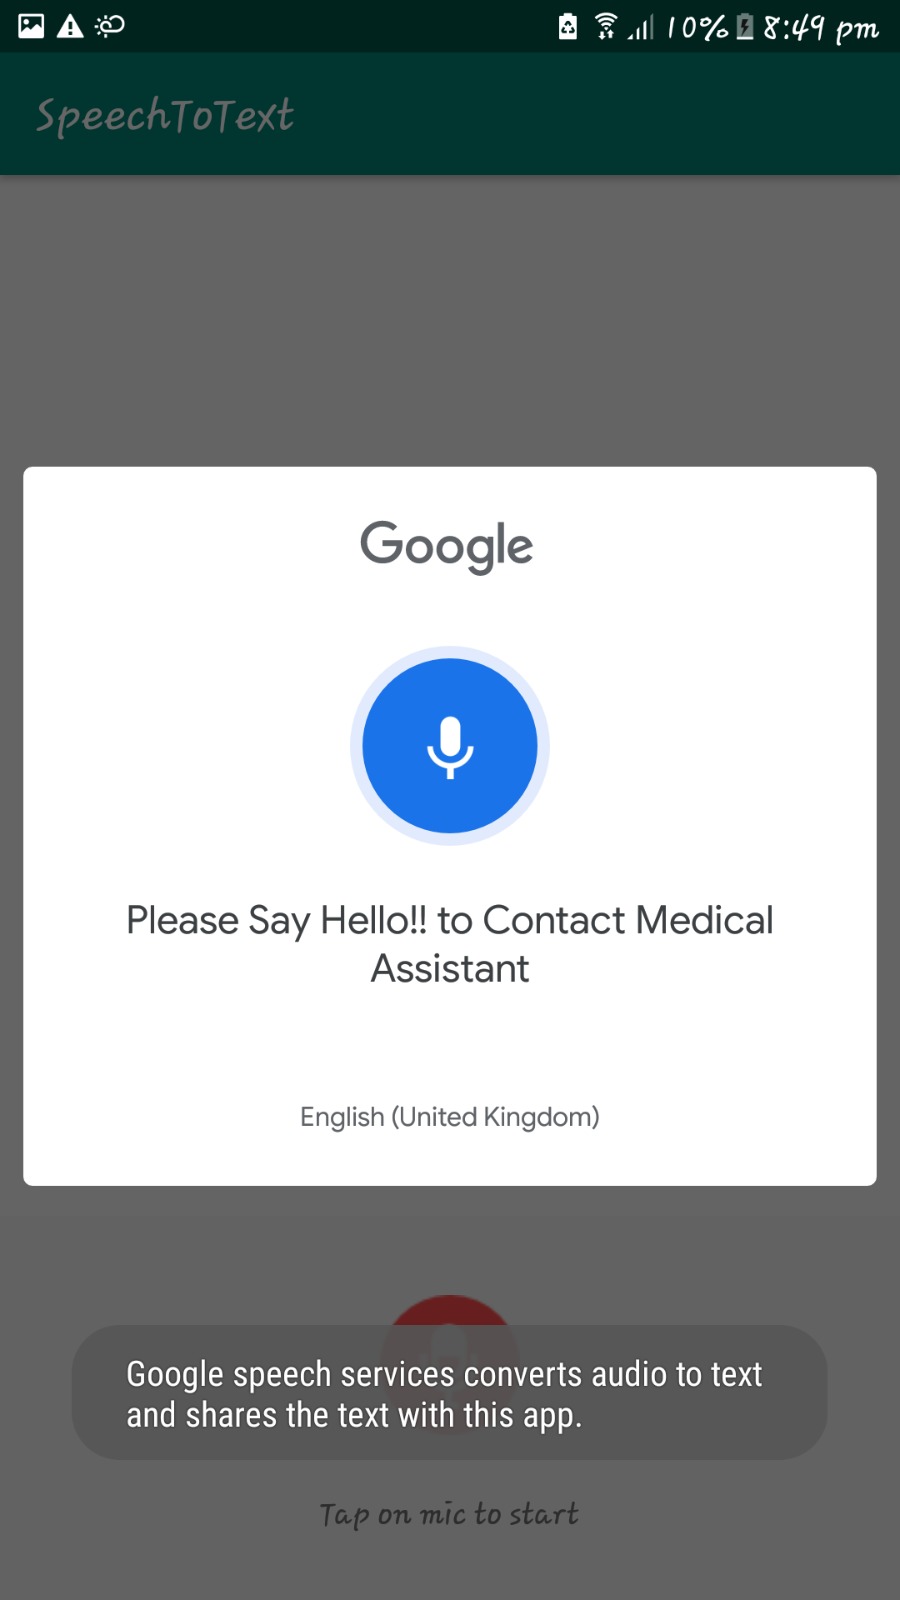 10% 8:49 pm
SpeechToText
Google
Please Say Hello!! to Contact Medical
Assistant
English (United Kingdom)
Google speech services converts audio to text
and shares the text with this app.
Tap on mic to start